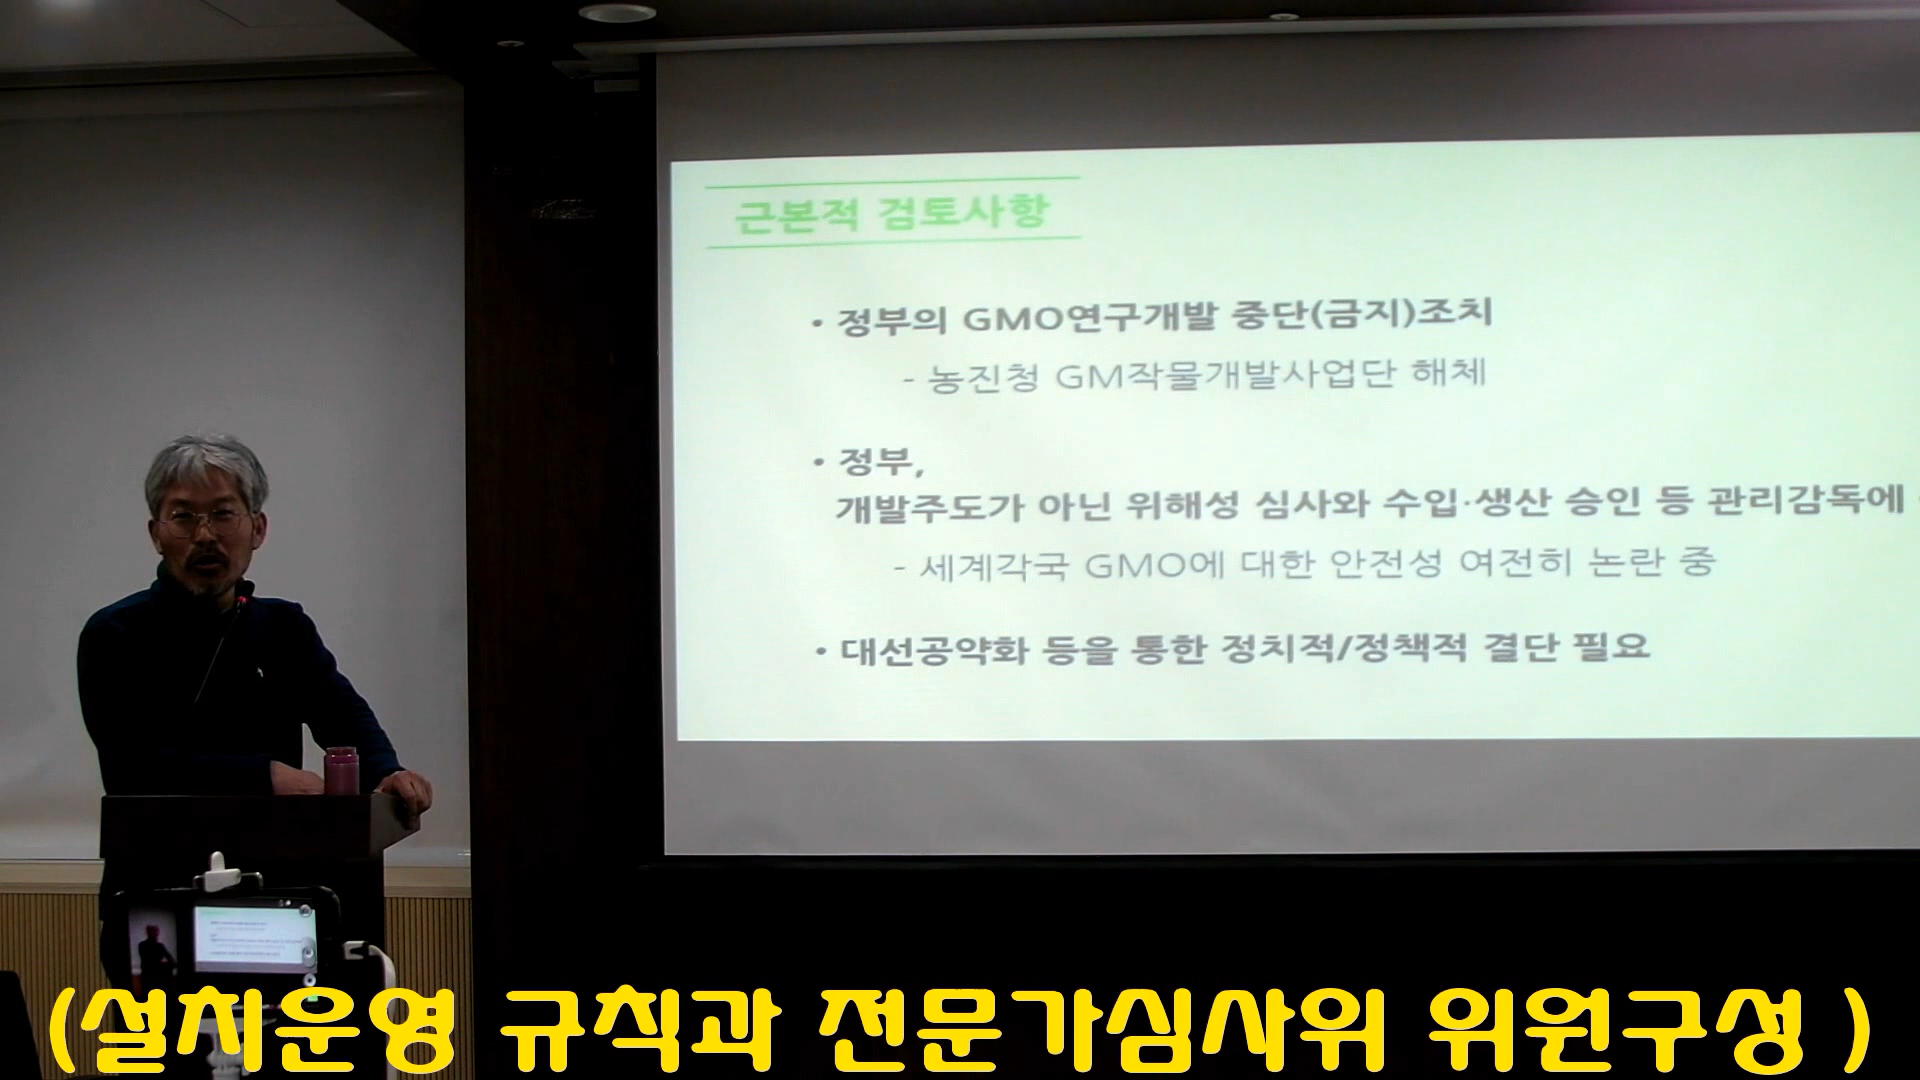 근본적 검토사항
• 정부의 GMO연구개발 중단(금지)조치
- 농진청 GM작물개발사업단 해체
• 정부,
개발주도가 아닌 위해성 심사와 수입·생산 승인 등 관리감독에
- 세계각국 GMO에 대한 안전성 여전히 논란 중
• 대선공약화 등을 통한 정치적/정책적 결단 필요
(설치운영 규칙과 전문가심사위 위원구성 )